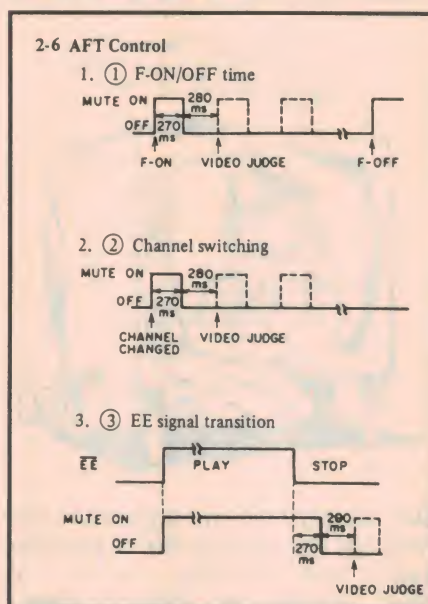 2-6 AFT Control
1. ① F-ON/OFF time
MUTE ON
OFF
270 ms
280 ms
F-ON
VIDEO JUDGE
F-OFF
2. ② Channel switching
MUTE ON
OFF
270 ms
280 ms
CHANNEL CHANGED
VIDEO JUDGE
3. ③ EE signal transition
E̅E̅
PLAY
STOP
MUTE ON
OFF
270 ms
280 ms
VIDEO JUDGE